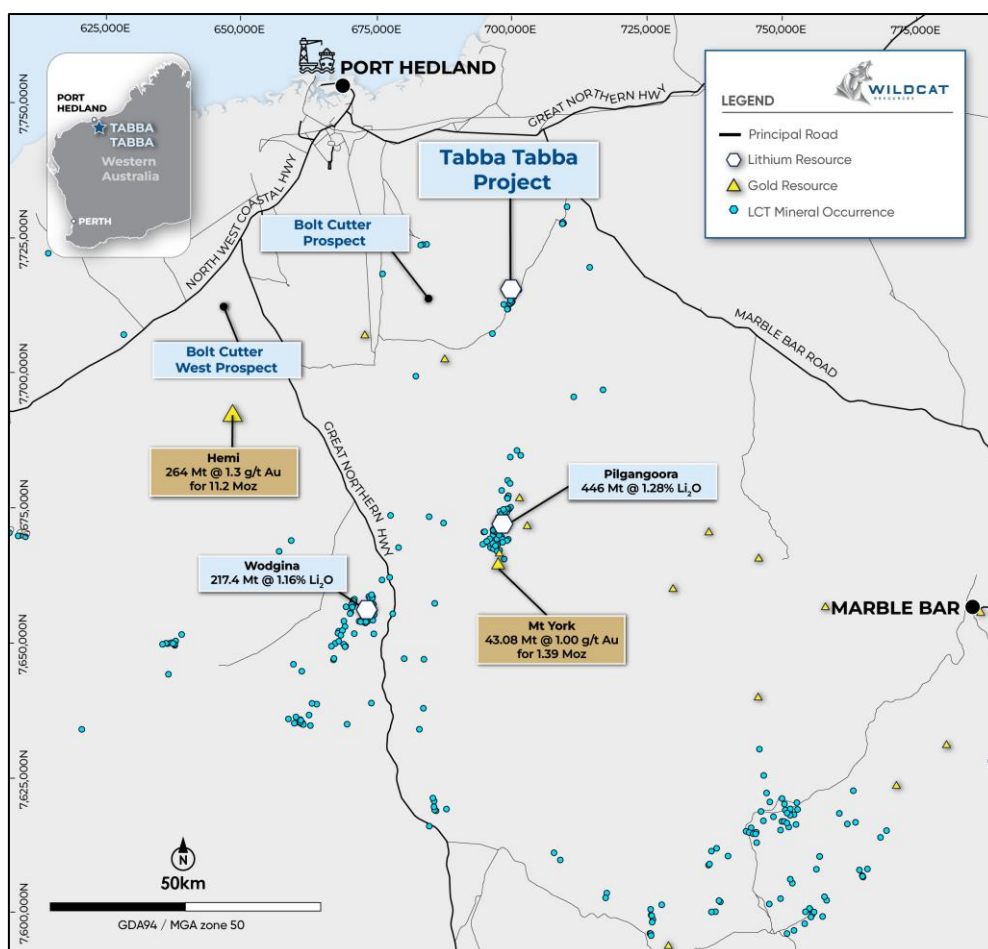 625,000E
650,000E
675,000E
700,000E
725,000E
750,000E
775,000E
7,750,000N
7,725,000N
7,700,000N
7,675,000N
7,650,000N
7,625,000N
7,600,000N
PORT
HEDLAND
TABBA
TABBA
Western
Australia
PERTH
PORT HEDLAND
GREAT NORTHERN HWY
WILDCAT
RESOURCES
LEGEND
Principal Road
Lithium Resource
Gold Resource
LCT Mineral Occurrence
Tabba Tabba
Project
NORTH WEST COASTAL HWY
Bolt Cutter
Prospect
Bolt Cutter
West Prospect
MARBLE BAR ROAD
GREAT NORTHERN HWY
Hemi
264 Mt @ 1.3 g/t Au
for 11.2 Moz
Pilgangoora
446 Mt @ 1.28% Li₂O
Wodgina
217.4 Mt @ 1.16% Li₂O
Mt York
43.08 Mt @ 1.00 g/t Au
for 1.39 Moz
MARBLE BAR
N
50km
GDA94 / MGA zone 50